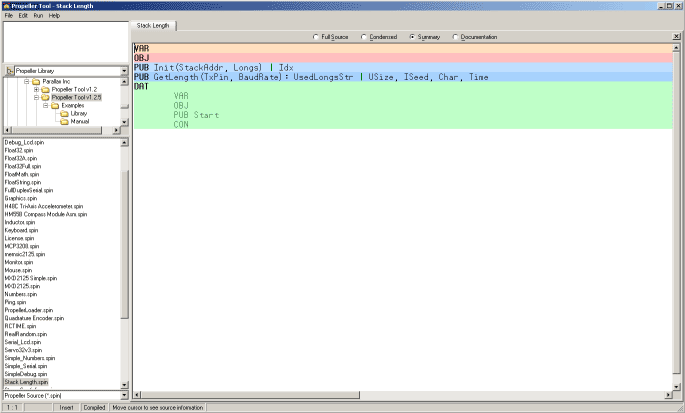 Propeller Tool - Stack Length
File Edit Run Help
Stack Length
Full Source Condensed Summary Documentation
Propeller Library
Parallax Inc
Propeller Tool v1.2
Propeller Tool v1.2.5
Examples
Library
Manual
Debug_Lcd.spin
Float32.spin
Float32A.spin
Float32Full.spin
FloatMath.spin
FloatString.spin
FullDuplexSerial.spin
Graphics.spin
H48C Tri-Axis Accelerometer.spin
HM55B Compass Module Asm.spin
Inductor.spin
Keyboard.spin
License.spin
MCP3208.spin
memsic2125.spin
Monitor.spin
Mouse.spin
MXD2125 Simple.spin
MXD2125.spin
Numbers.spin
Ping.spin
PropellerLoader.spin
Quadrature Encoder.spin
RCTIME.spin
RealRandom.spin
Serial_Lcd.spin
Servo32v3.spin
Simple_Numbers.spin
Simple_Serial.spin
SimpleDebug.spin
Stack Length.spin
Propeller Source (*.spin)
VAR
OBJ
PUB Init(StackAddr, Longs) | Idx
PUB GetLength(TxPin, BaudRate): UsedLongsStr | USize, ISeed, Char, Time
DAT
VAR
OBJ
PUB Start
CON
1 : 1 Insert Compiled Move cursor to see source information